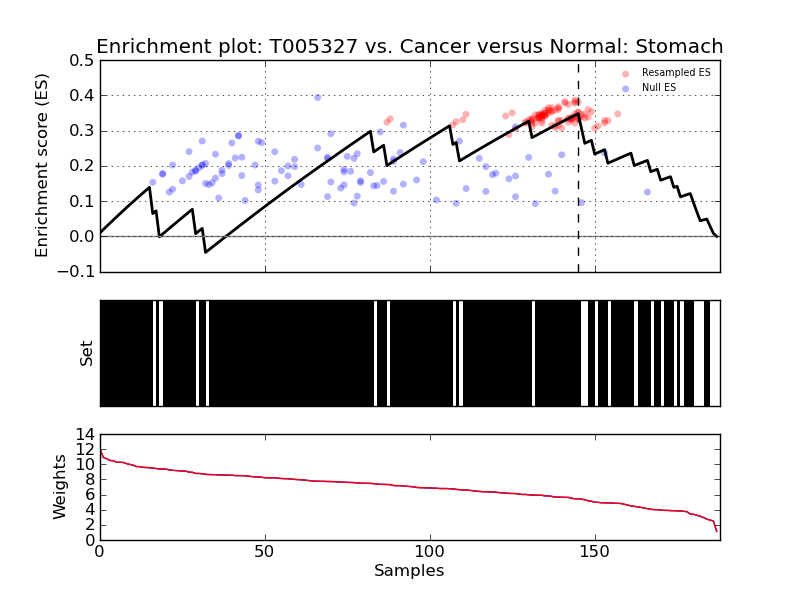 Enrichment plot: T005327 vs. Cancer versus Normal: Stomach
Enrichment score (ES)
0.5
0.4
0.3
0.2
0.1
0.0
−0.1
Resampled ES
Null ES
Set
Weights
14
12
10
8
6
4
2
0
0 50 100 150
Samples